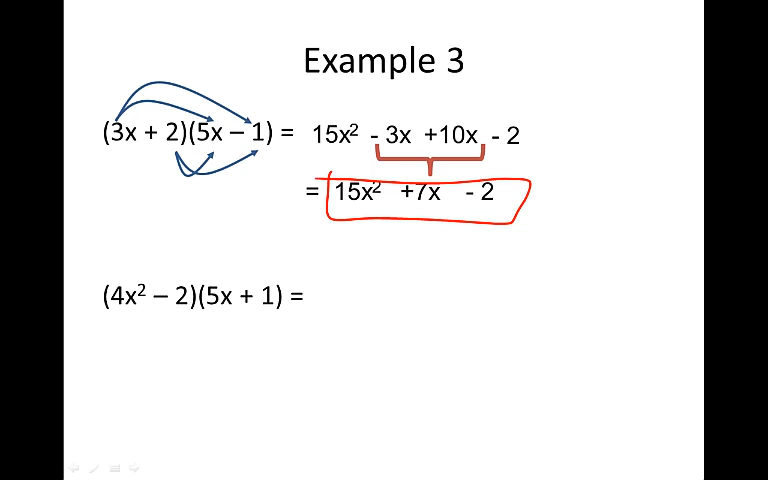 Example 3
(3x + 2)(5x – 1) = 15x² - 3x +10x - 2
= 15x² +7x - 2
(4x² – 2)(5x + 1) =